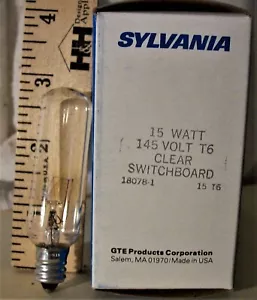 H&H
4
3
2
SYLVANIA
15 WATT
145 VOLT T6
CLEAR
SWITCHBOARD
18078-1 15 T6
GTE Products Corporation
Salem, MA 01970/Made in USA